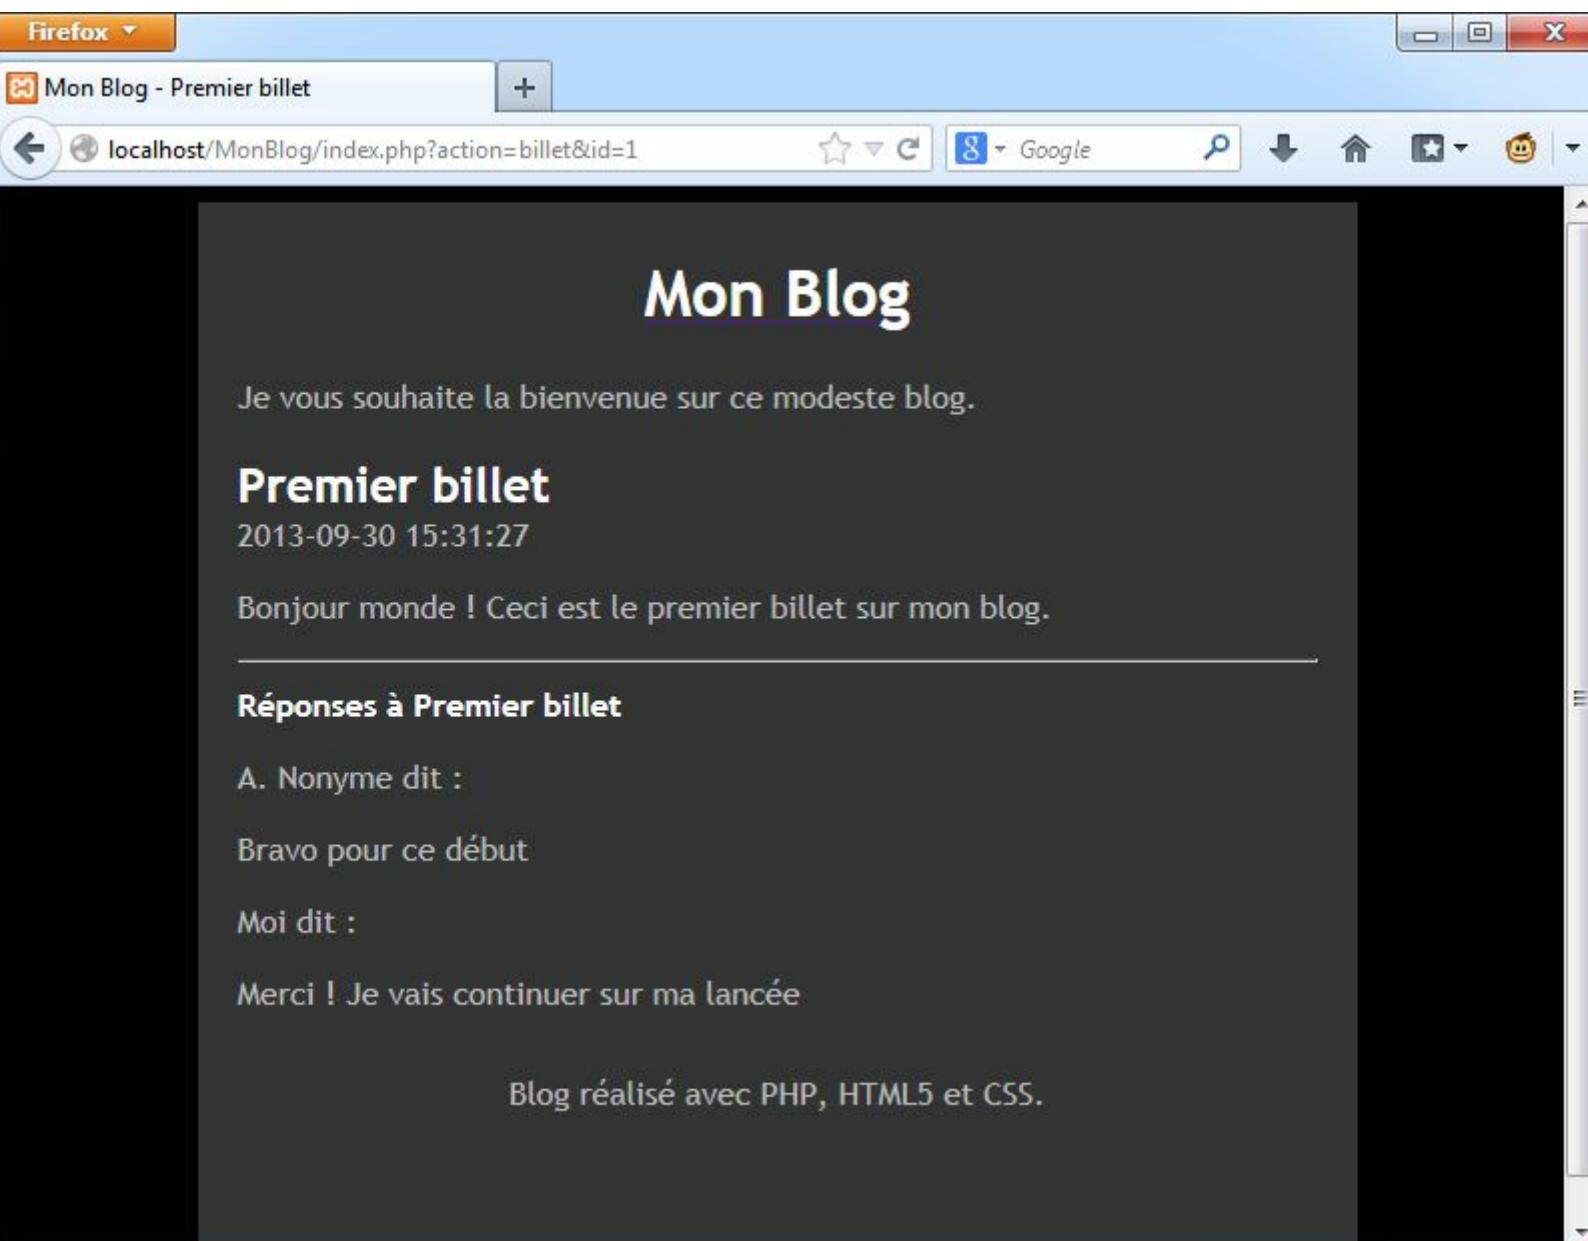 Firefox
Mon Blog - Premier billet
localhost/MonBlog/index.php?action=billet&id=1
8 Google
Mon Blog
Je vous souhaite la bienvenue sur ce modeste blog.
Premier billet
2013-09-30 15:31:27
Bonjour monde ! Ceci est le premier billet sur mon blog.
Réponses à Premier billet
A. Nonyme dit :
Bravo pour ce début
Moi dit :
Merci ! Je vais continuer sur ma lancée
Blog réalisé avec PHP, HTML5 et CSS.